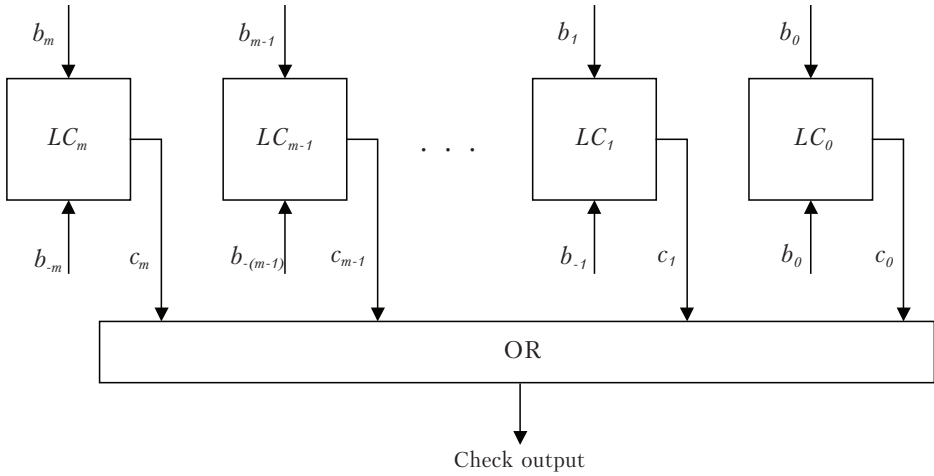 b_m b_{m-1} b_1 b_0
LC_m LC_{m-1} . . . LC_1 LC_0
b_{-m} c_m b_{-(m-1)} c_{m-1} b_{-1} c_1 b_0 c_0
OR
Check output